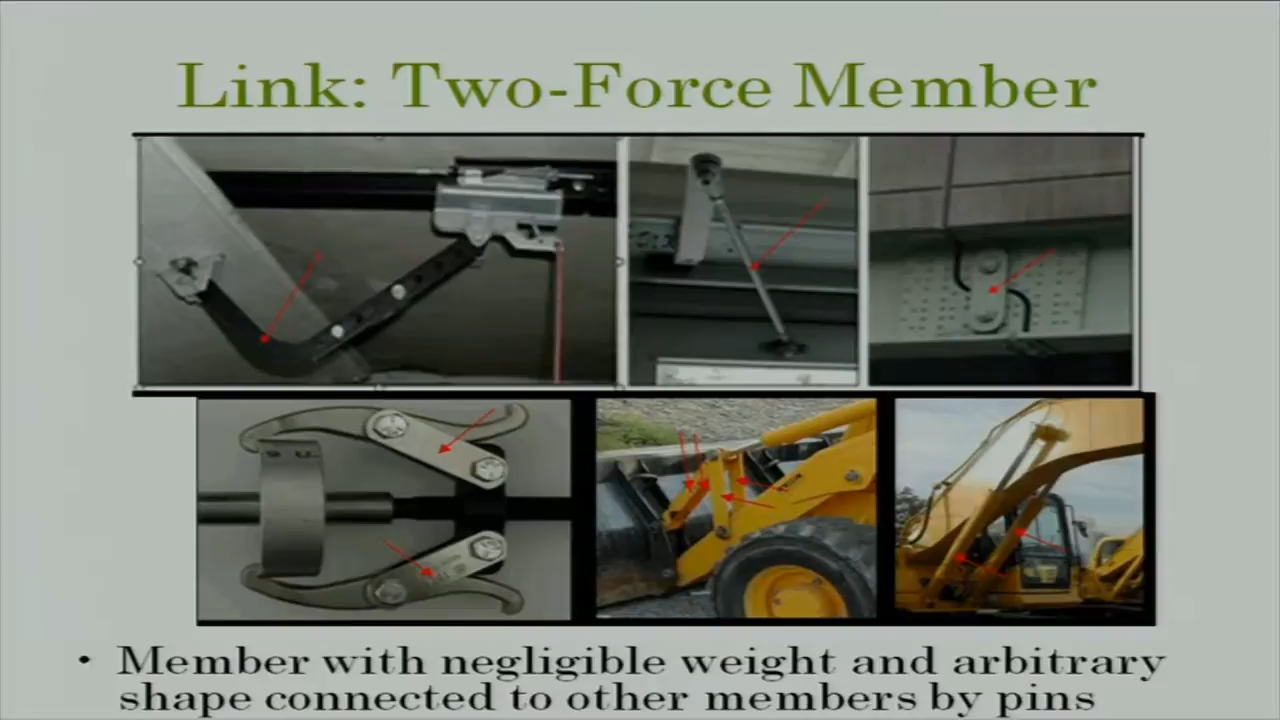 Link: Two-Force Member
• Member with negligible weight and arbitrary
shape connected to other members by pins